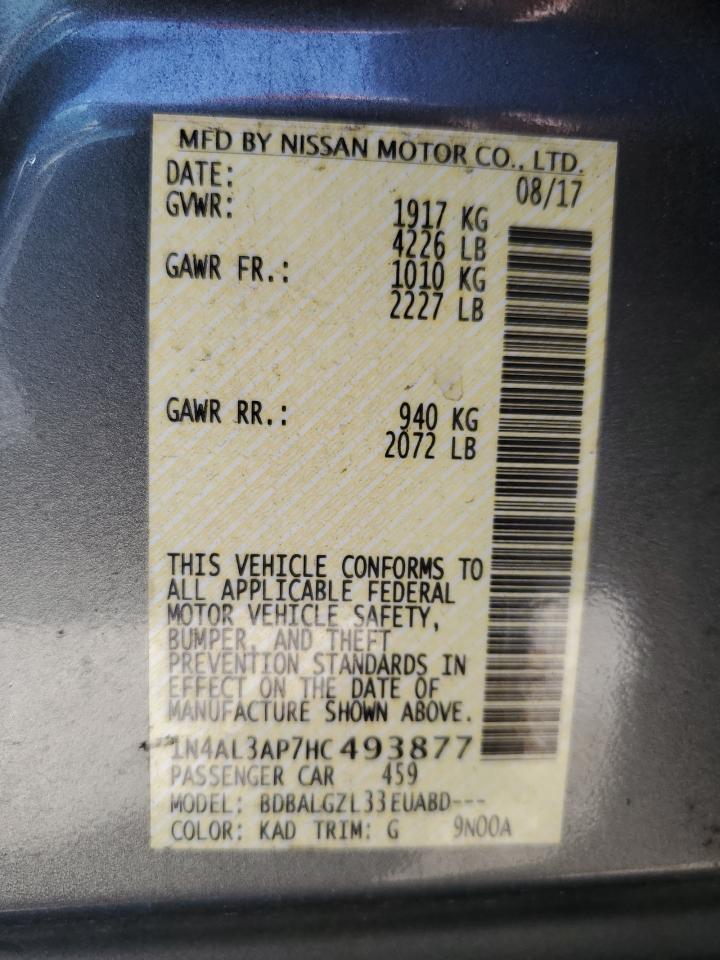 MFD BY NISSAN MOTOR CO., LTD.
DATE: 08/17
GVWR: 1917 KG
4226 LB
GAWR FR.: 1010 KG
2227 LB
GAWR RR.: 940 KG
2072 LB
THIS VEHICLE CONFORMS TO
ALL APPLICABLE FEDERAL
MOTOR VEHICLE SAFETY,
BUMPER, AND THEFT
PREVENTION STANDARDS IN
EFFECT ON THE DATE OF
MANUFACTURE SHOWN ABOVE.
1N4AL3AP7HC493877
PASSENGER CAR 459
MODEL: BDBALGZL33EUABD---
COLOR: KAD TRIM: G 9N00A